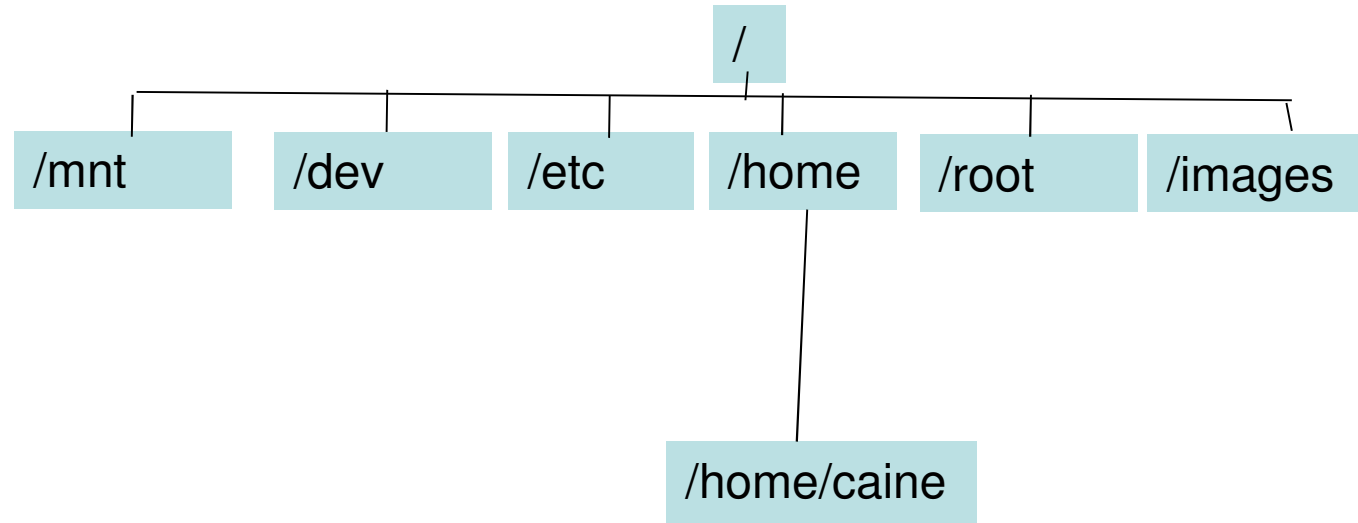 /
/mnt
/dev
/etc
/home
/root
/images
/home/caine